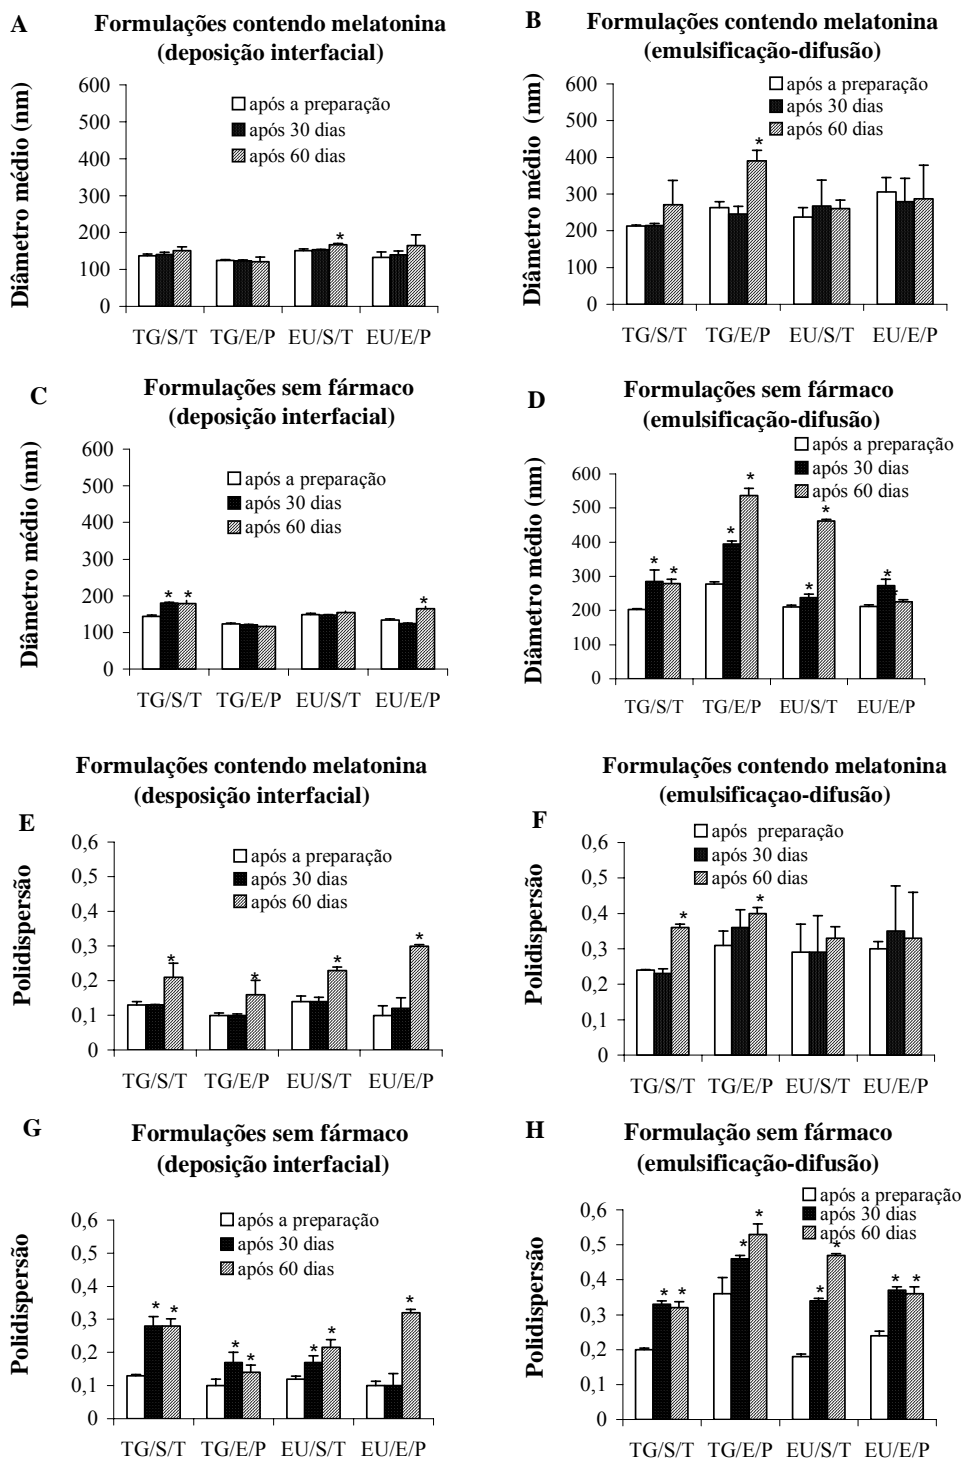 A
Formulações contendo melatonina
(deposição interfacial)
Diâmetro médio (nm)
600
500
400
300
200
100
0
após a preparação
após 30 dias
após 60 dias
*
TG/S/T TG/E/P EU/S/T EU/E/P
B
Formulações contendo melatonina
(emulsificação-difusão)
Diâmetro médio (nm)
600
500
400
300
200
100
0
após a preparação
após 30 dias
após 60 dias
*
TG/S/T TG/E/P EU/S/T EU/E/P
C
Formulações sem fármaco
(deposição interfacial)
Diâmetro médio (nm)
600
500
400
300
200
100
0
após a preparação
após 30 dias
após 60 dias
* * *
TG/S/T TG/E/P EU/S/T EU/E/P
D
Formulações sem fármaco
(emulsificação-difusão)
Diâmetro médio (nm)
600
500
400
300
200
100
0
após a preparação
após 30 dias
após 60 dias
* * * * * * *
TG/S/T TG/E/P EU/S/T EU/E/P
E
Formulações contendo melatonina
(desposição interfacial)
Polidispersão
0,6
0,5
0,4
0,3
0,2
0,1
0
após a preparação
após 30 dias
após 60 dias
* * * *
TG/S/T TG/E/P EU/S/T EU/E/P
F
Formulações contendo melatonina
(emulsificaçao-difusão)
Polidispersão
0,6
0,5
0,4
0,3
0,2
0,1
0
após preparação
após 30 dias
após 60 dias
* *
TG/S/T TG/E/P EU/S/T EU/E/P
G
Formulações sem fármaco
(deposição interfacial)
Polidispersão
0,6
0,5
0,4
0,3
0,2
0,1
0
após a preparação
após 30 dias
após 60 dias
* * * * * * *
TG/S/T TG/E/P EU/S/T EU/E/P
H
Formulação sem fármaco
(emulsificação-difusão)
Polidispersão
0,6
0,5
0,4
0,3
0,2
0,1
0
após a preparação
após 30 dias
após 60 dias
* * * * * * * *
TG/S/T TG/E/P EU/S/T EU/E/P